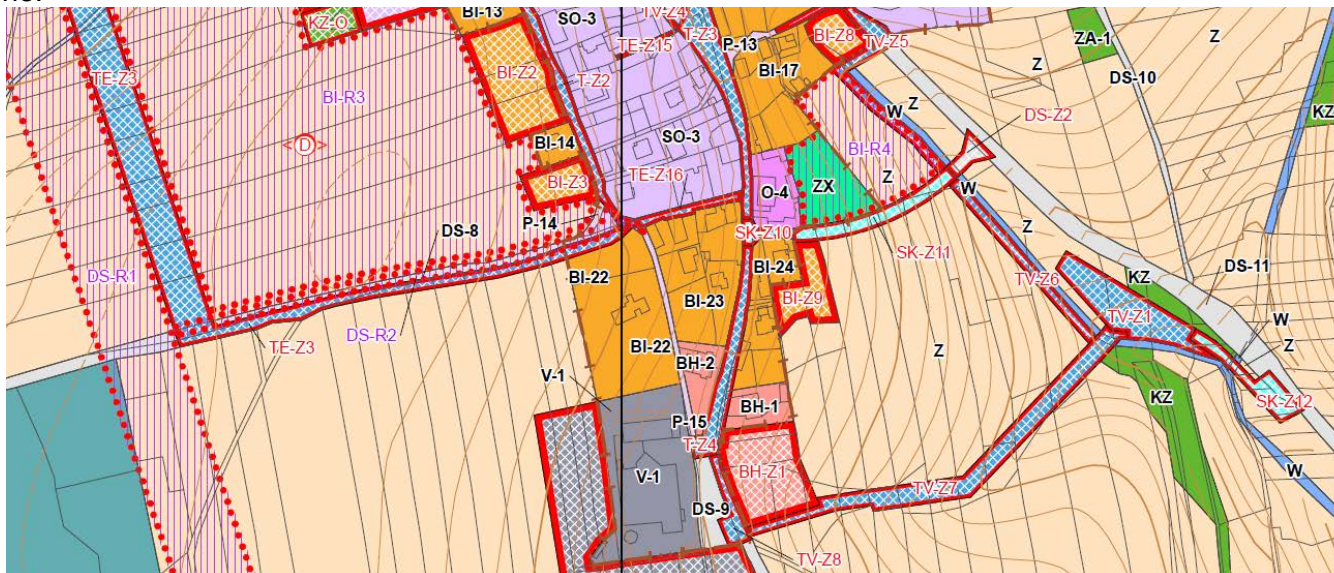 BI-13
SO-3
TV-Z4
T-Z3
KZ-O
P-13
BI-Z8
TV-Z5
ZA-1
Z
TE-Z15
Z
TE-Z3
BI-Z2
T-Z2
BI-17
DS-10
BI-R3
W
Z
KZ
DS-Z2
<D>
BI-14
SO-3
BI-R4
TE-Z16
Z
BI-Z3
O-4
ZX
W
P-14
DS-8
SK-Z10
Z
SK-Z11
DS-R1
BI-22
BI-24
DS-11
TV-Z6
KZ
BI-23
BI-Z9
TV-Z1
W
DS-R2
TE-Z3
BI-22
Z
Z
BH-2
V-1
KZ
SK-Z12
BH-1
P-15
T-Z4
V-1
BH-Z1
W
TV-Z7
DS-9
TV-Z8